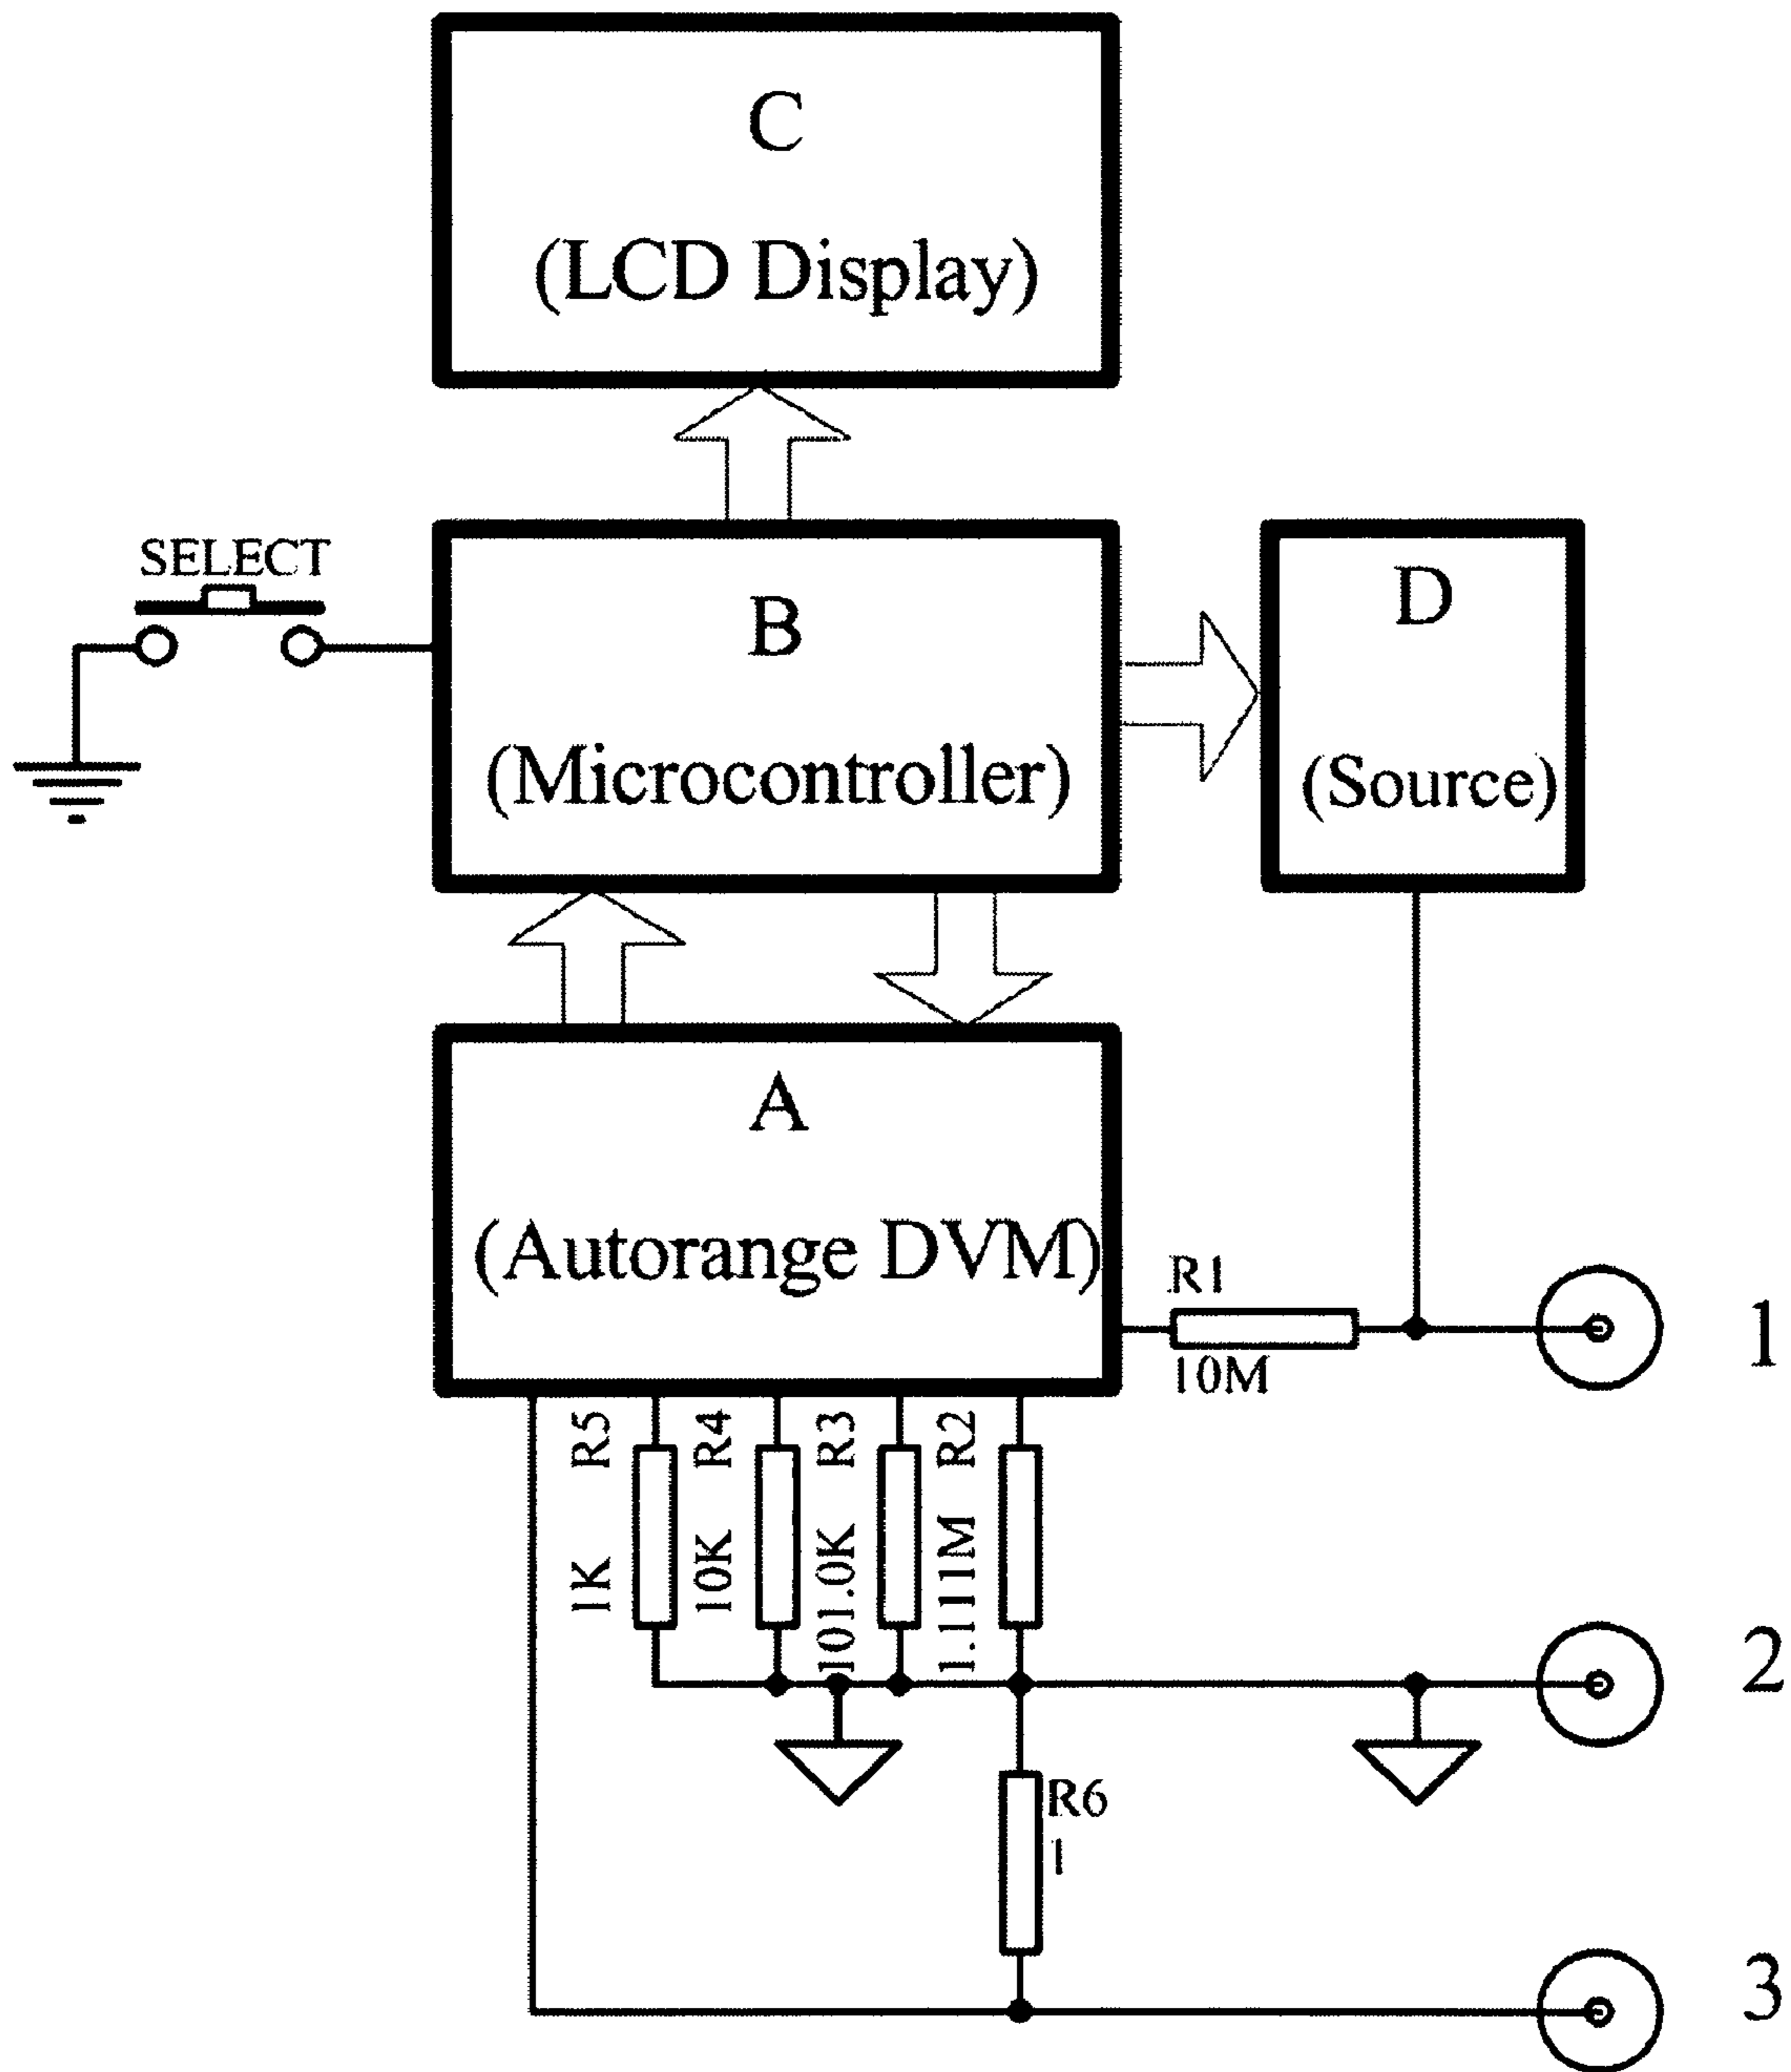 C
(LCD Display)
SELECT
B
(Microcontroller)
D
(Source)
A
(Autorange DVM)
R1
10M
1
R5
1K
R4
10K
R3
101.0K
R2
1.111M
2
R6
1
3